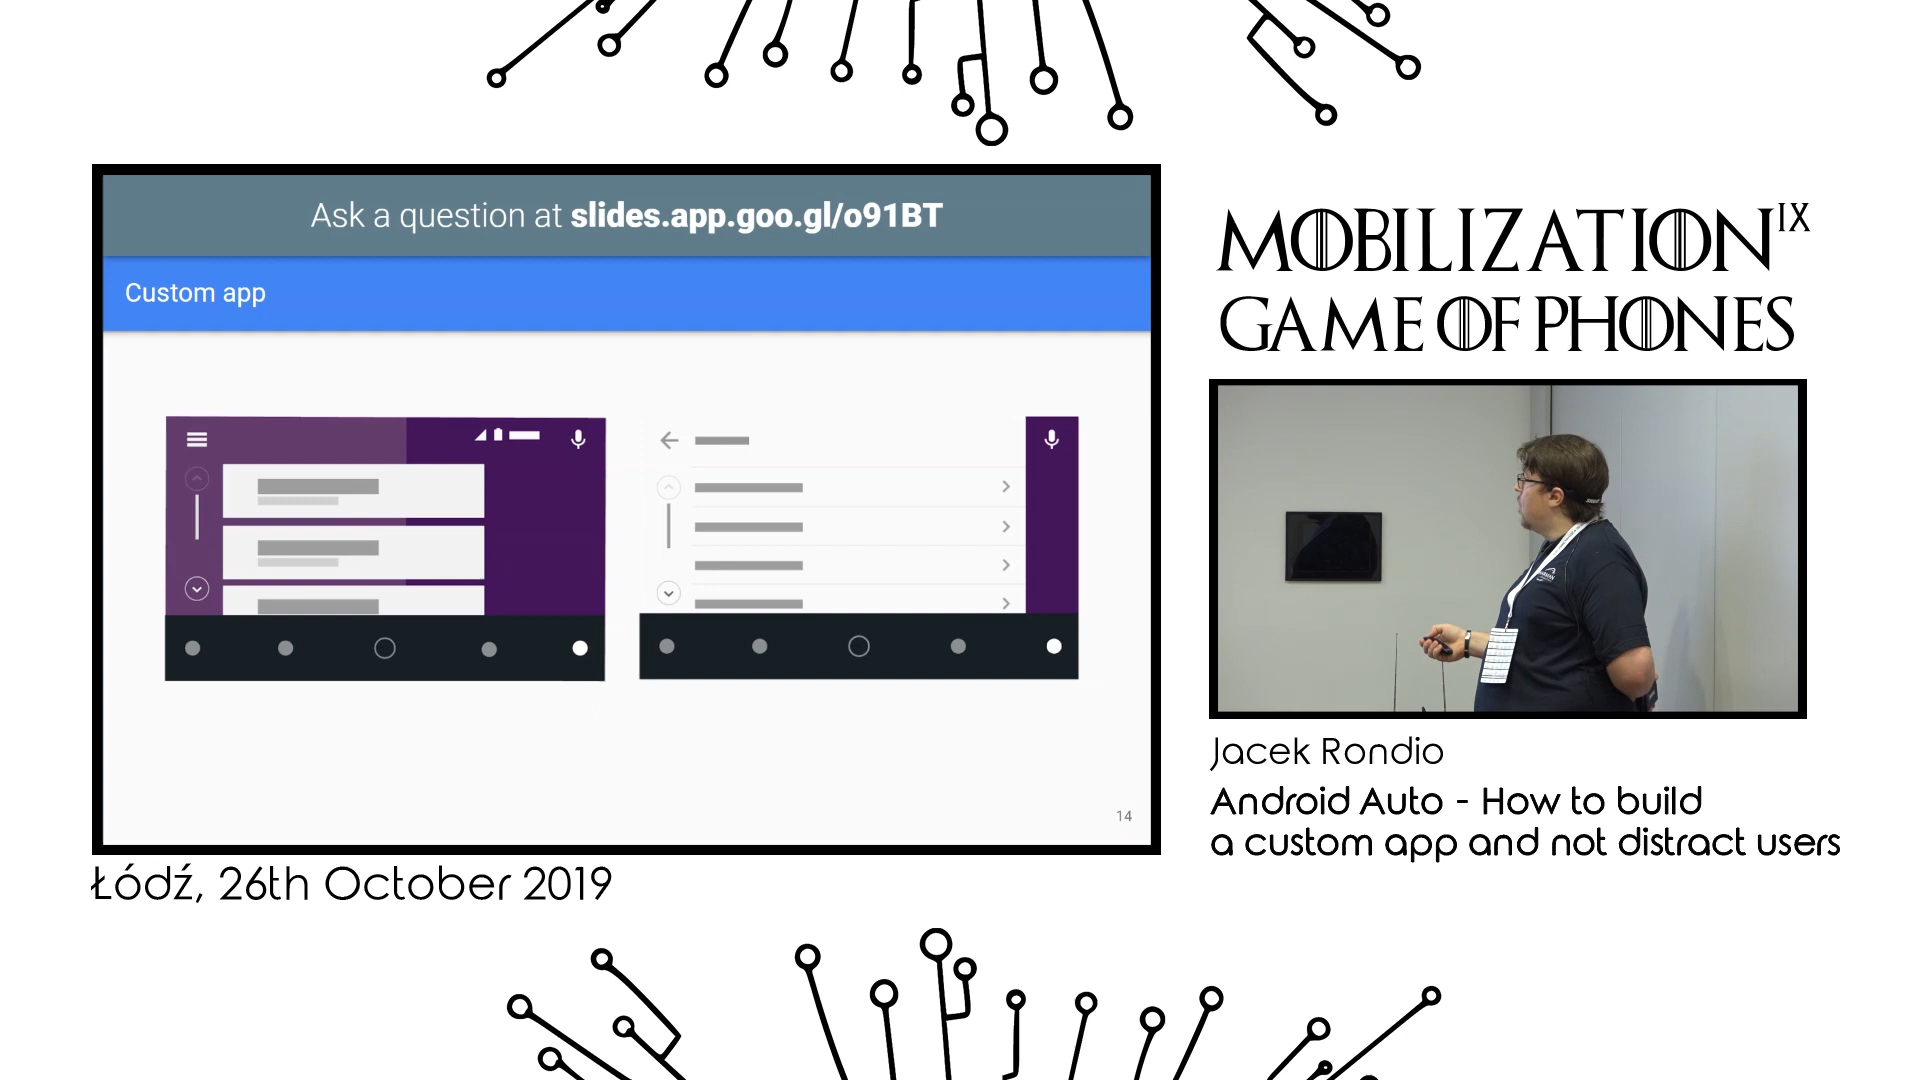 Ask a question at slides.app.goo.gl/o91BT
Custom app
14
MOBILIZATION IX
GAME OF PHONES
Jacek Rondio
Android Auto - How to build
a custom app and not distract users
Łódź, 26th October 2019